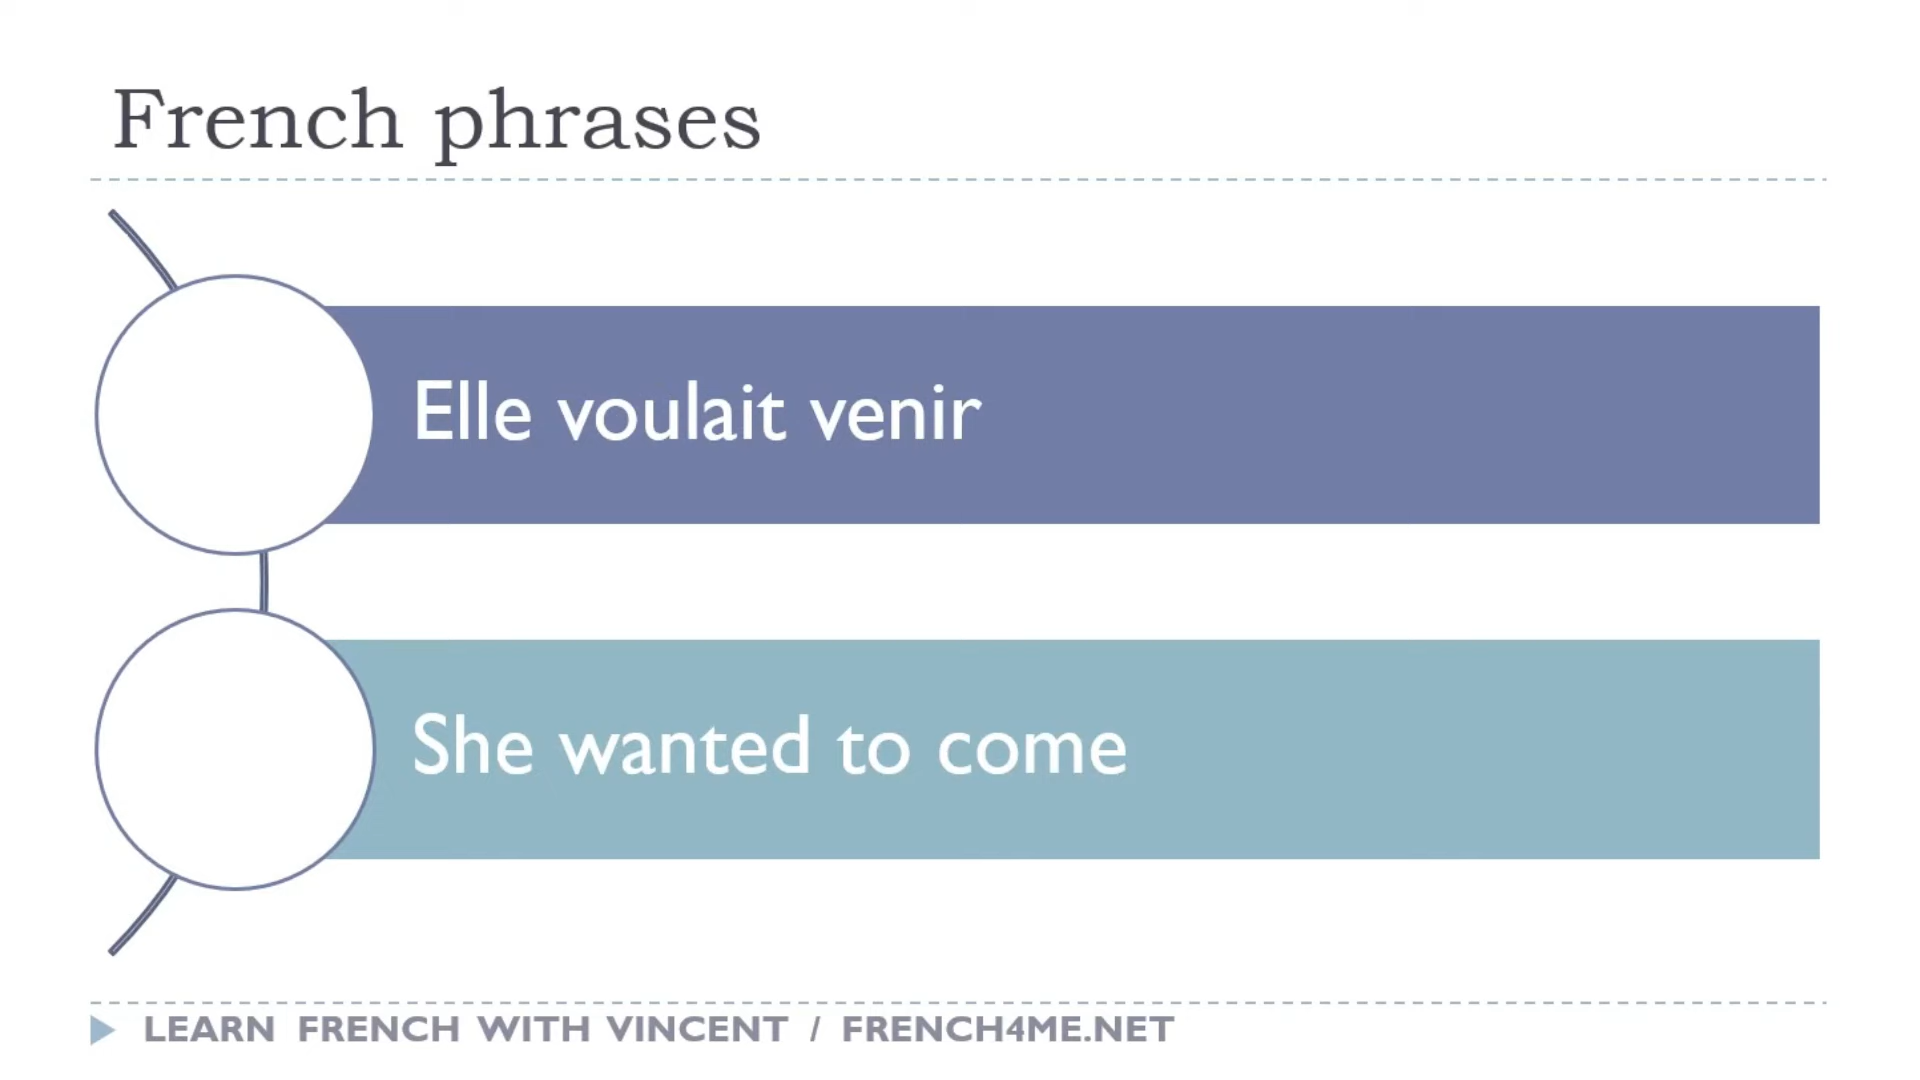 French phrases
Elle voulait venir
She wanted to come
LEARN FRENCH WITH VINCENT / FRENCH4ME.NET